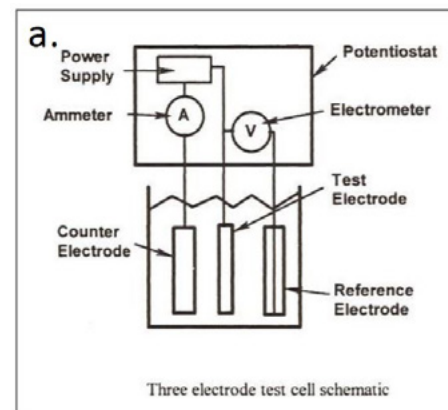 a.
Power
Supply
Potentiostat
Ammeter
A
V
Electrometer
Test
Electrode
Counter
Electrode
Reference
Electrode
Three electrode test cell schematic